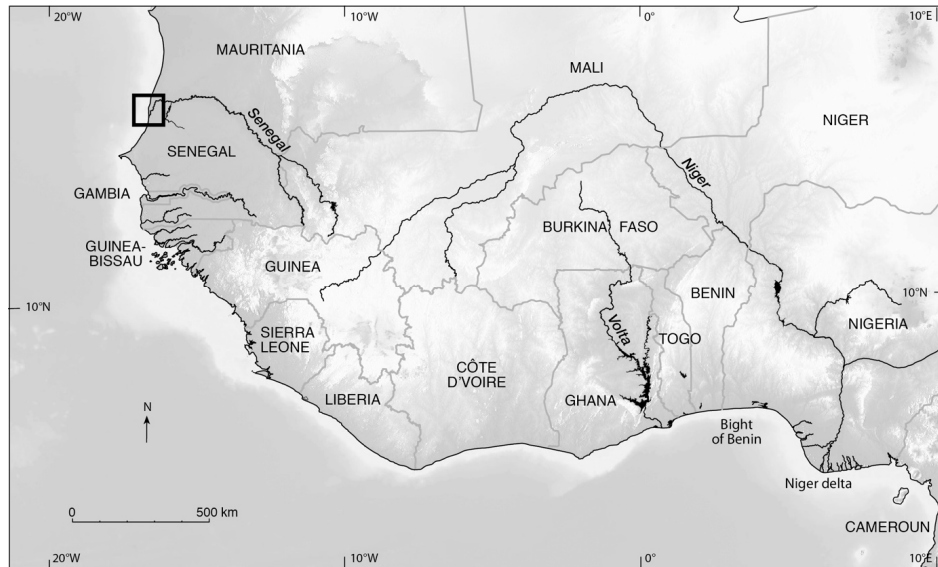 20°W
10°W
0°
10°E
MAURITANIA
MALI
NIGER
Senegal
SENEGAL
Niger
GAMBIA
BURKINA FASO
GUINEA-
BISSAU
GUINEA
BENIN
10°N
10°N
SIERRA
LEONE
Volta
TOGO
NIGERIA
CÔTE
D'VOIRE
LIBERIA
GHANA
N
Bight
of Benin
Niger delta
0
500 km
CAMEROUN
20°W
10°W
0°
10°E